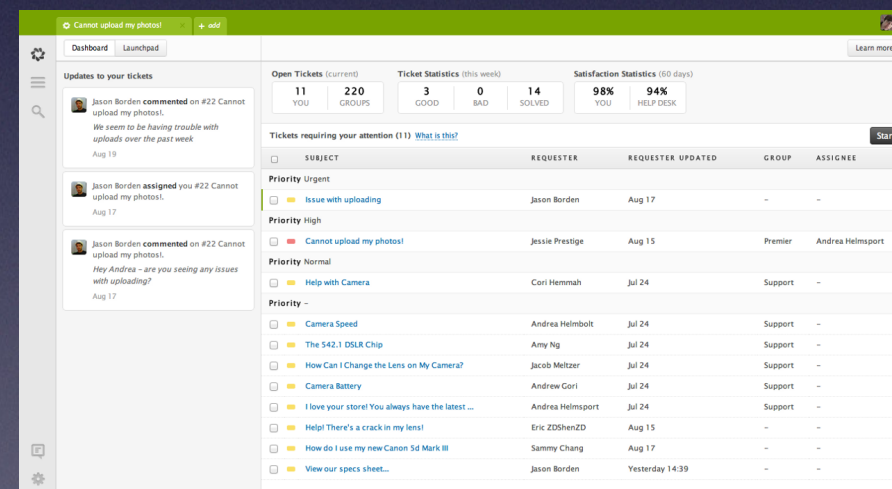 Cannot upload my photos! × + add
Dashboard Launchpad
Learn more
Updates to your tickets
Jason Borden commented on #22 Cannot
upload my photos!.
We seem to be having trouble with
uploads over the past week
Aug 19
Jason Borden assigned you #22 Cannot
upload my photos!.
Aug 17
Jason Borden commented on #22 Cannot
upload my photos!.
Hey Andrea – are you seeing any issues
with uploading?
Aug 17
Open Tickets (current) Ticket Statistics (this week) Satisfaction Statistics (60 days)
11 220 3 0 14 98% 94%
YOU GROUPS GOOD BAD SOLVED YOU HELP DESK
Tickets requiring your attention (11) What is this? Star
SUBJECT REQUESTER REQUESTER UPDATED GROUP ASSIGNEE
Priority Urgent
Issue with uploading Jason Borden Aug 17 – –
Priority High
Cannot upload my photos! Jessie Prestige Aug 15 Premier Andrea Helmsport
Priority Normal
Help with Camera Cori Hemmah Jul 24 Support –
Priority –
Camera Speed Andrea Helmbolt Jul 24 Support –
The 542.1 DSLR Chip Amy Ng Jul 24 Support –
How Can I Change the Lens on My Camera? Jacob Meltzer Jul 24 Support –
Camera Battery Andrew Gori Jul 24 Support –
I love your store! You always have the latest ... Andrea Helmsport Jul 24 Support –
Help! There's a crack in my lens! Eric ZDShenZD Aug 15 – –
How do I use my new Canon 5d Mark III Sammy Chang Aug 17 – –
View our specs sheet... Jason Borden Yesterday 14:39 – –